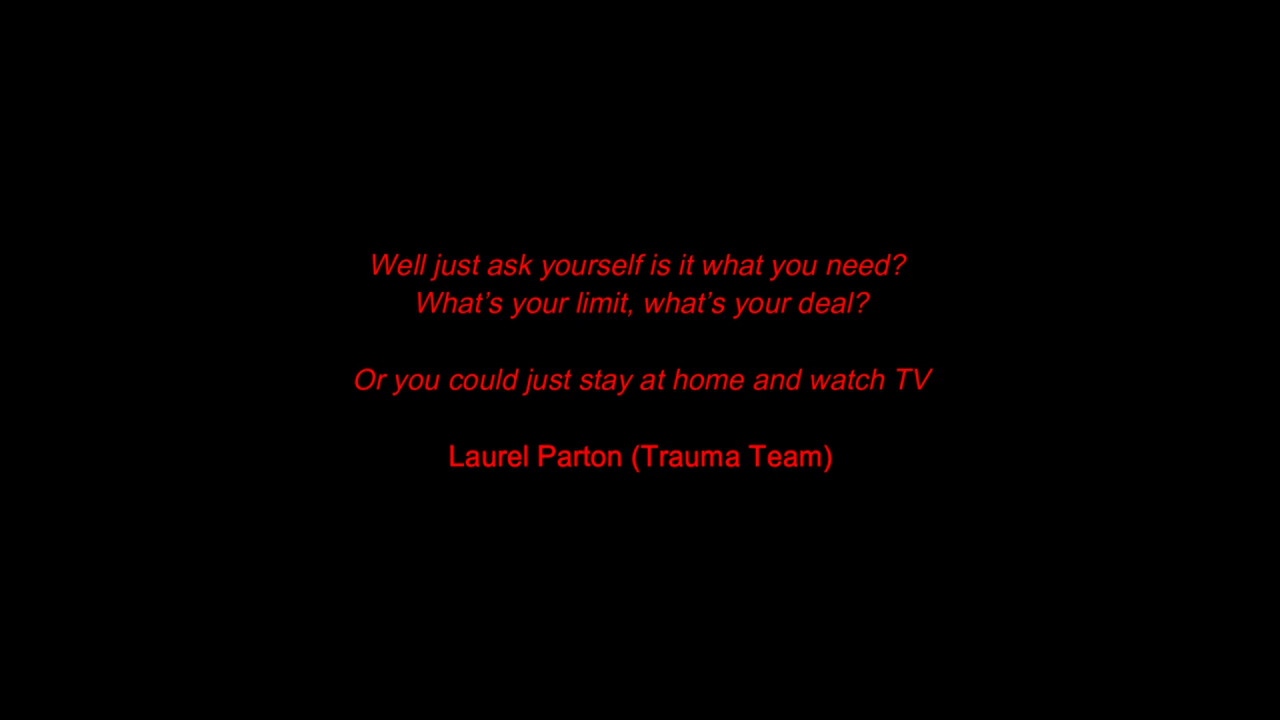 Well just ask yourself is it what you need?
What’s your limit, what’s your deal?
Or you could just stay at home and watch TV
Laurel Parton (Trauma Team)